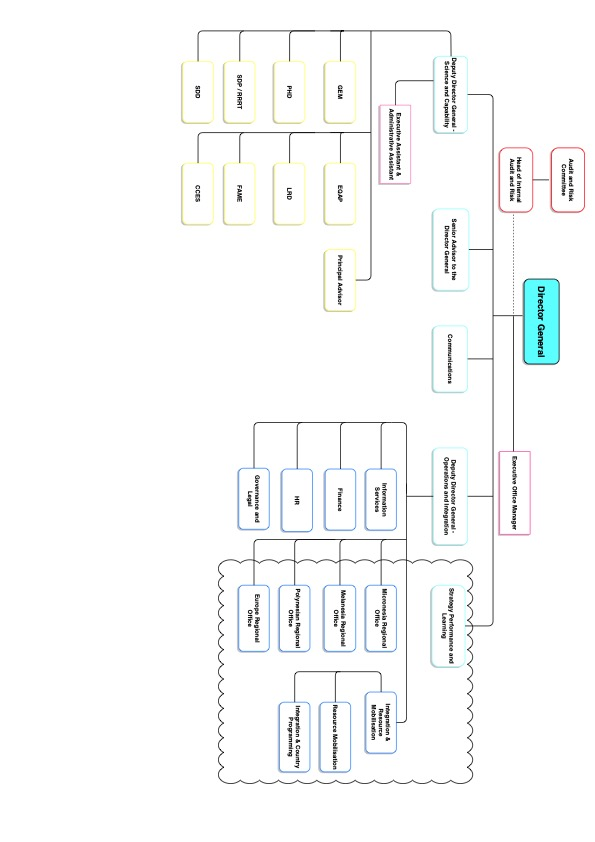 Audit and Risk
Committee
Head of Internal
Audit and Risk
Director General
Executive Office Manager
Deputy Director General -
Science and Capability
Senior Advisor to the
Director General
Communications
Deputy Director General -
Operations and Integration
Strategy Performance and
Learning
Executive Assistant &
Administrative Assistant
GEM
PHD
SDP / RRRT
SDD
EQAP
LRD
FAME
CCES
Principal Advisor
Information
Services
Finance
HR
Governance and
Legal
Micronesia Regional
Office
Melanesia Regional
Office
Polynesian Regional
Office
Europe Regional
Office
Integration &
Resource
Mobilisation
Resource Mobilisation
Integration & Country
Programming